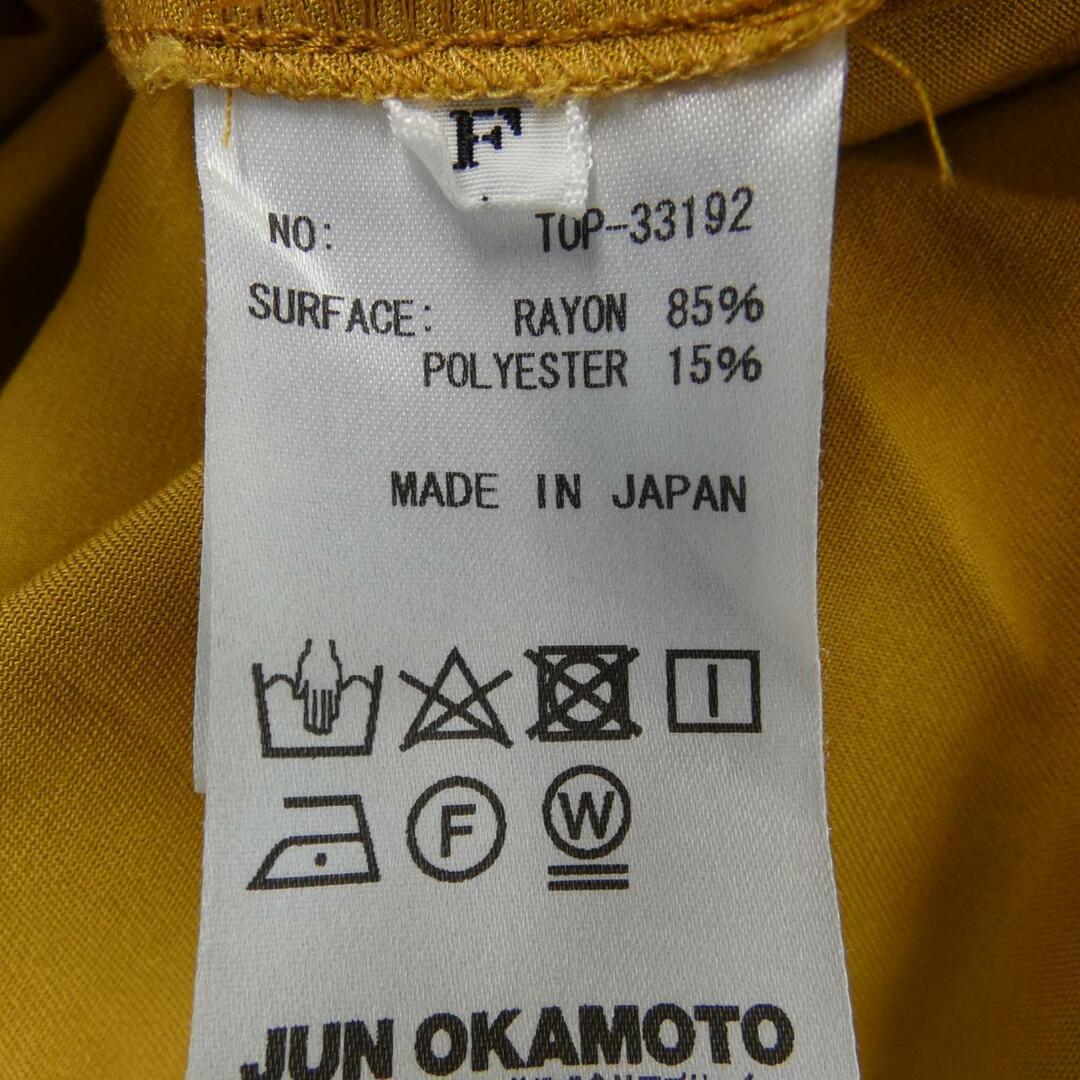 F
NO: TOP-33192
SURFACE: RAYON 85%
POLYESTER 15%
MADE IN JAPAN
F W
JUN OKAMOTO